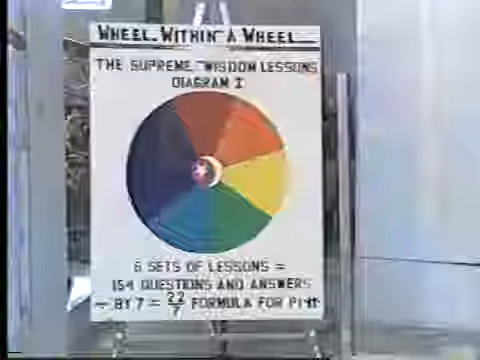 WHEEL WITHIN A WHEEL
THE SUPREME WISDOM LESSONS
DIAGRAM I
6 SETS OF LESSONS =
154 QUESTIONS AND ANSWERS
÷ BY 7 = 22/7 FORMULA FOR PI